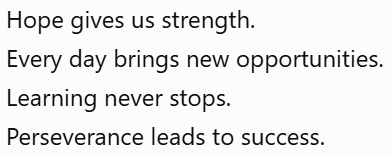 Hope gives us strength.
Every day brings new opportunities.
Learning never stops.
Perseverance leads to success.